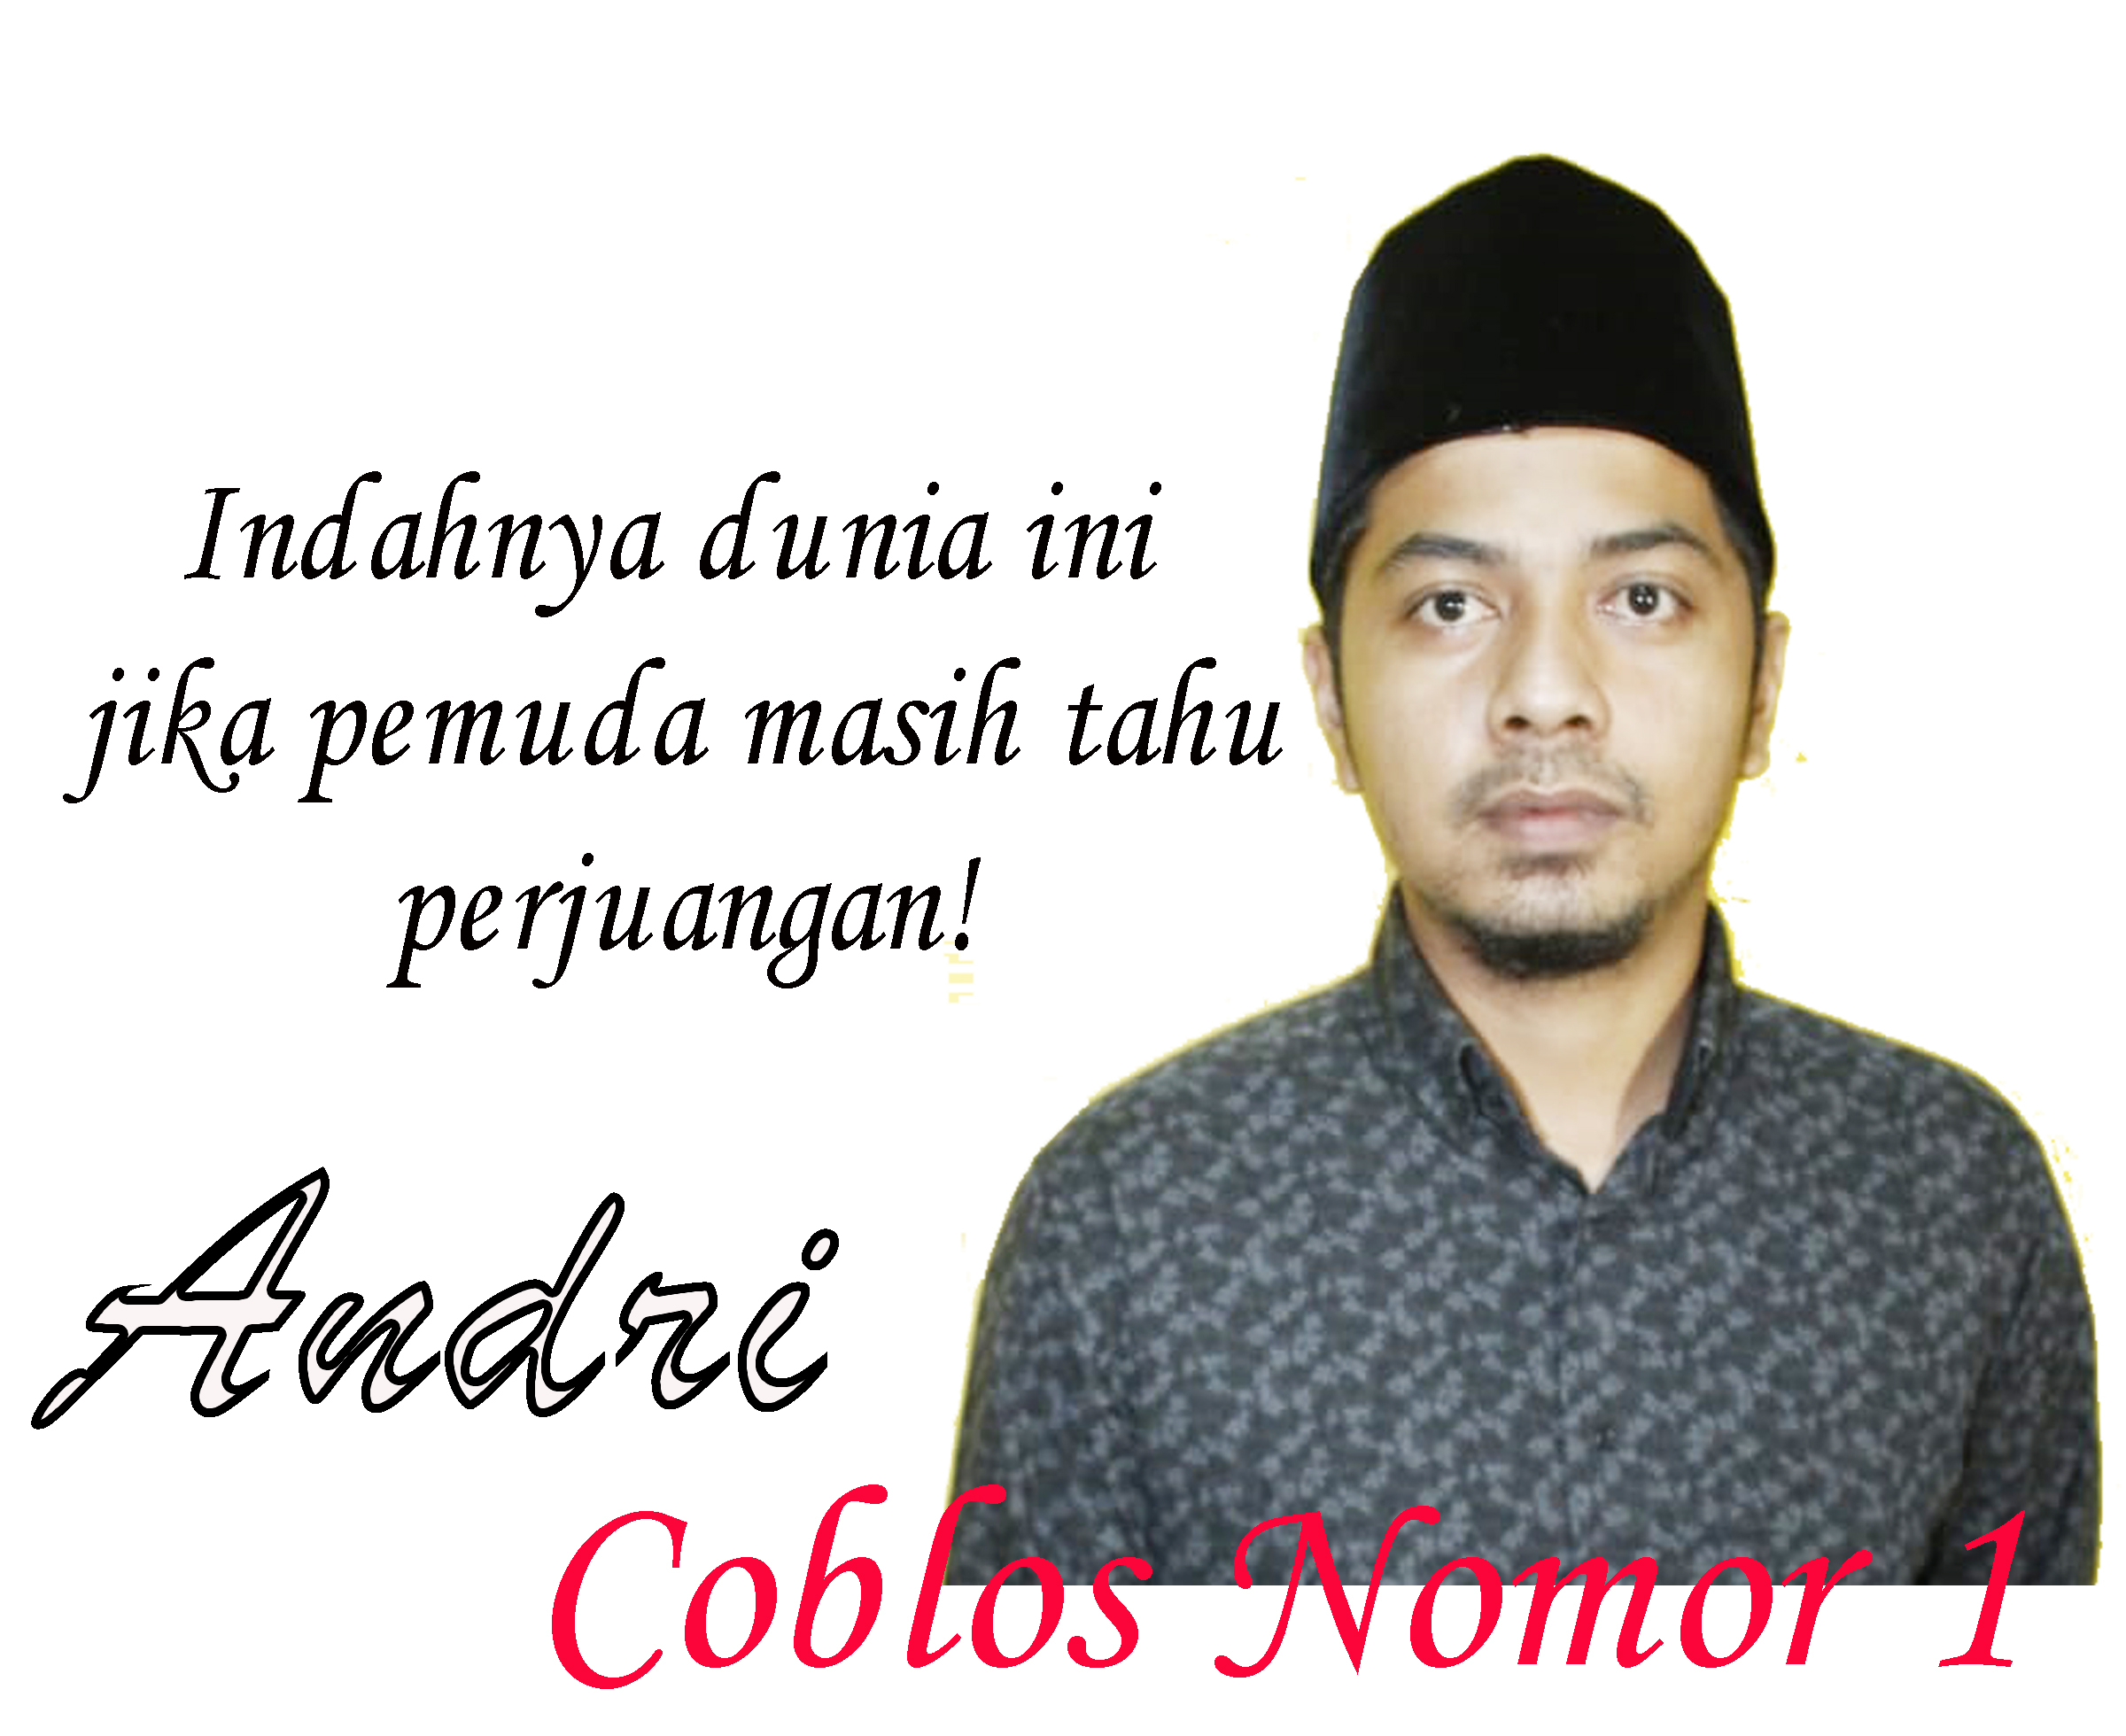 Indahnya dunia ini
jika pemuda masih tahu
perjuangan!
Andri
Coblos Nomor 1